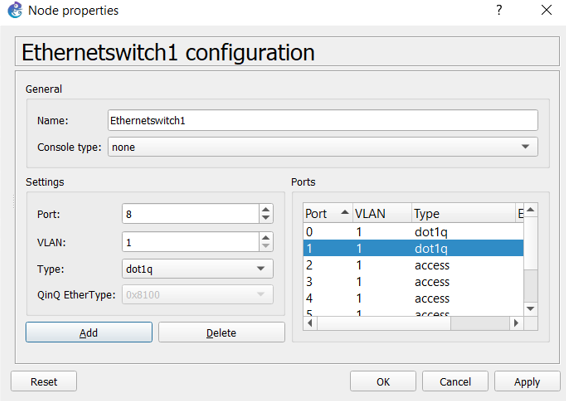 Node properties
?
Ethernetswitch1 configuration
General
Name: Ethernetswitch1
Console type: none
Settings
Port: 8
VLAN: 1
Type: dot1q
QinQ EtherType: 0x8100
Add Delete
Ports
Port VLAN Type E
0 1 dot1q
1 1 dot1q
2 1 access
3 1 access
4 1 access
5 1 access
Reset OK Cancel Apply